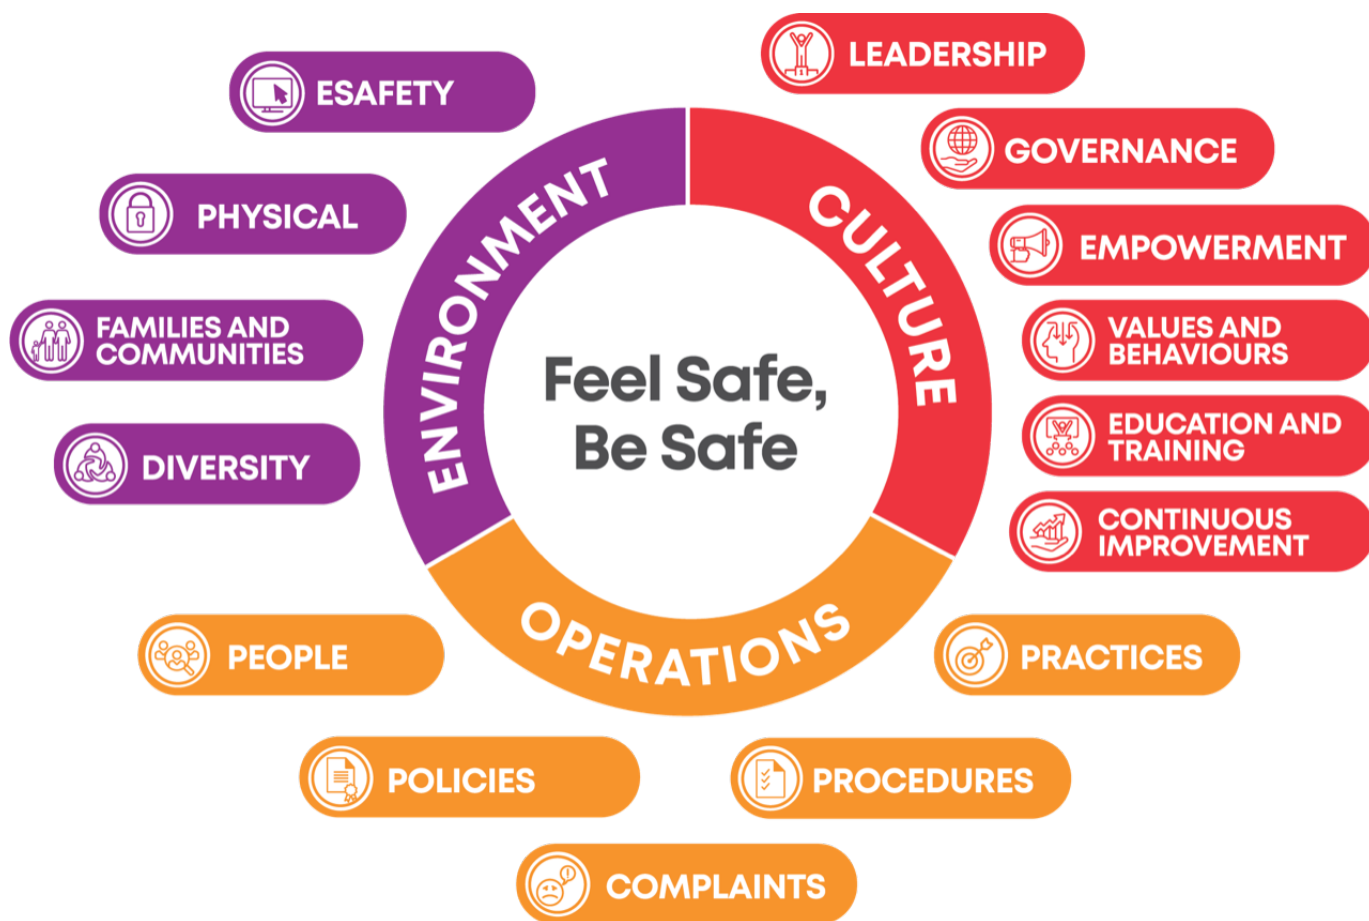 ESAFETY
PHYSICAL
FAMILIES AND
COMMUNITIES
DIVERSITY
ENVIRONMENT
CULTURE
OPERATIONS
Feel Safe,
Be Safe
LEADERSHIP
GOVERNANCE
EMPOWERMENT
VALUES AND
BEHAVIOURS
EDUCATION AND
TRAINING
CONTINUOUS
IMPROVEMENT
PEOPLE
PRACTICES
POLICIES
PROCEDURES
COMPLAINTS